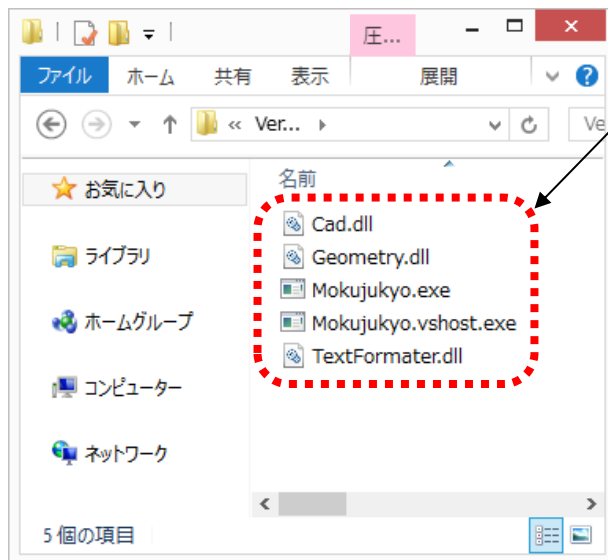 圧...
ファイル ホーム 共有 表示 展開
« Ver... Ve
お気に入り
ライブラリ
ホームグループ
コンピューター
ネットワーク
名前
Cad.dll
Geometry.dll
Mokujukyo.exe
Mokujukyo.vshost.exe
TextFormater.dll
5 個の項目